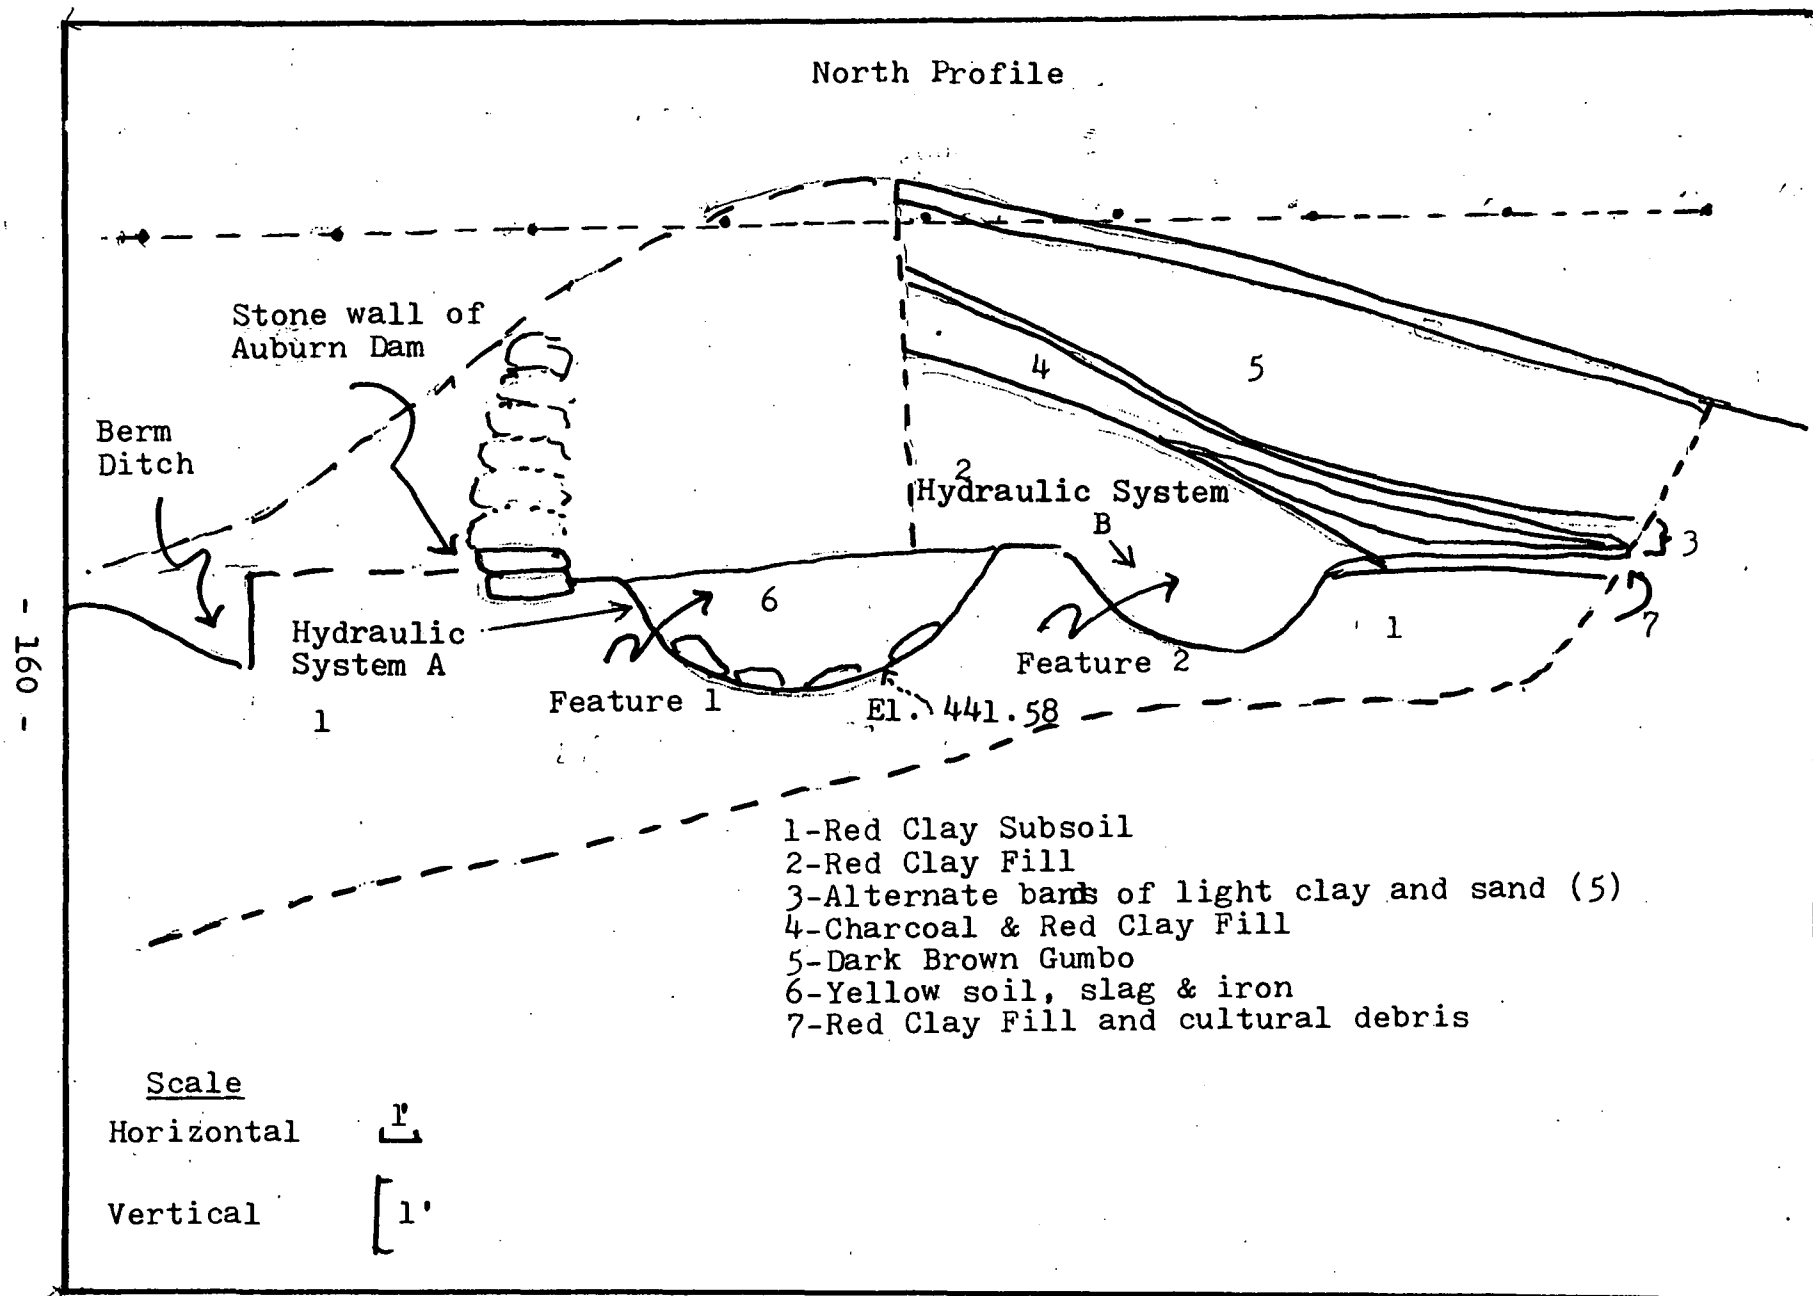 North Profile
Stone wall of
Auburn Dam
Berm
Ditch
4
5
2
Hydraulic System
B
3
6
Hydraulic
System A
1
7
Feature 2
Feature 1
El. 441.58
1
- 160 -
1-Red Clay Subsoil
2-Red Clay Fill
3-Alternate bands of light clay and sand (5)
4-Charcoal & Red Clay Fill
5-Dark Brown Gumbo
6-Yellow soil, slag & iron
7-Red Clay Fill and cultural debris
Scale
Horizontal 1'
Vertical 1'